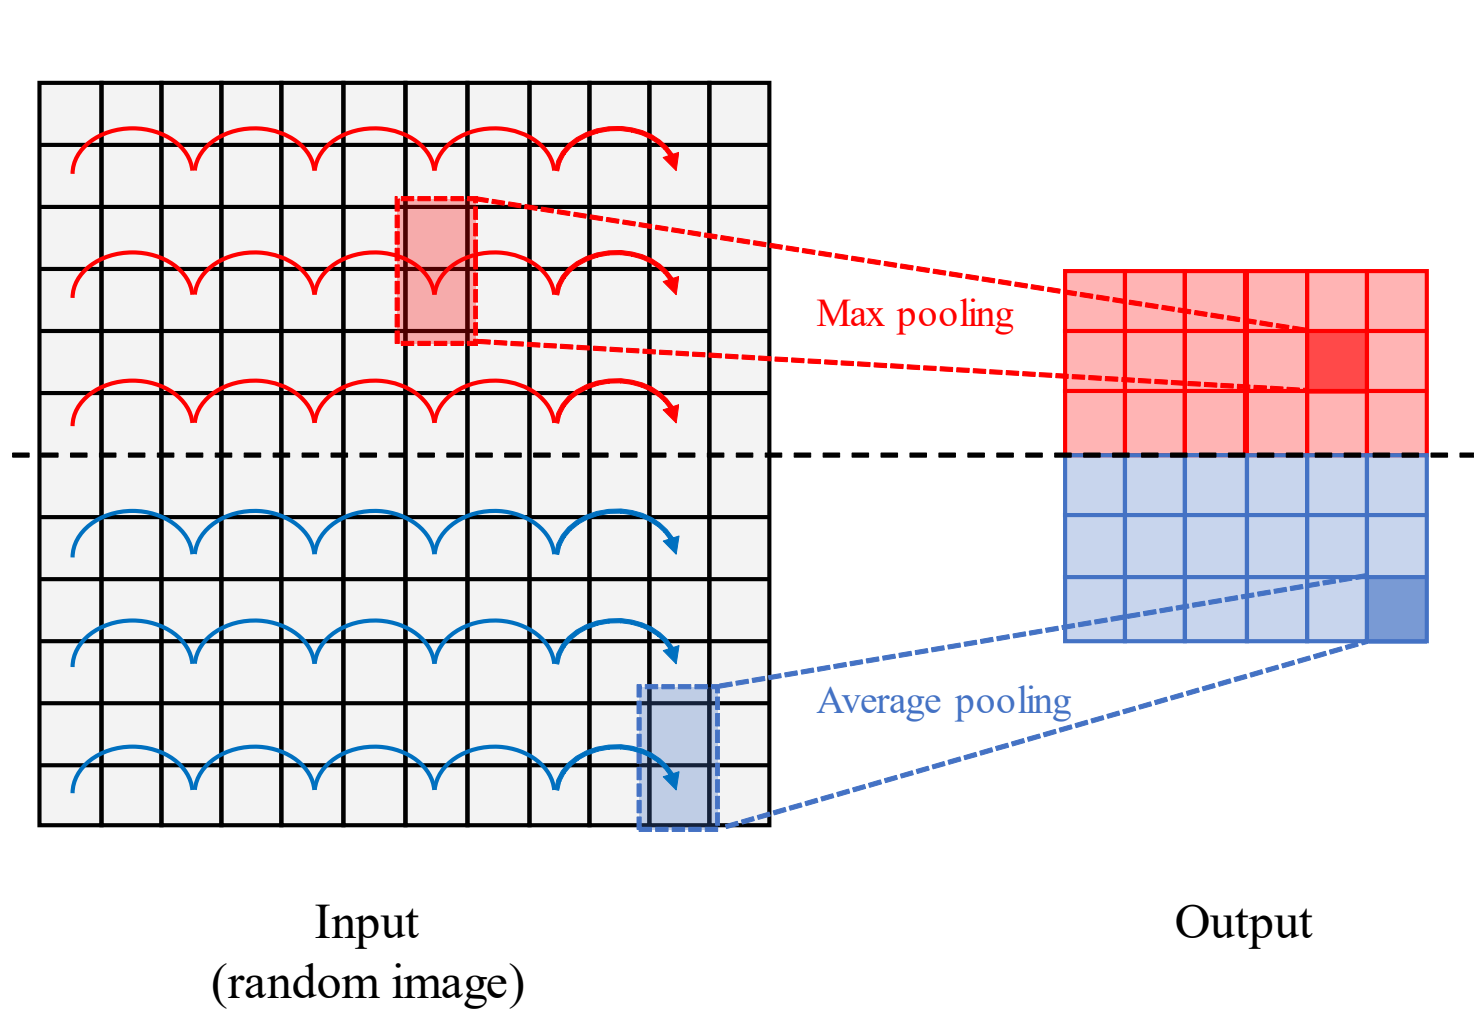 Max pooling
Average pooling
Input
(random image)
Output